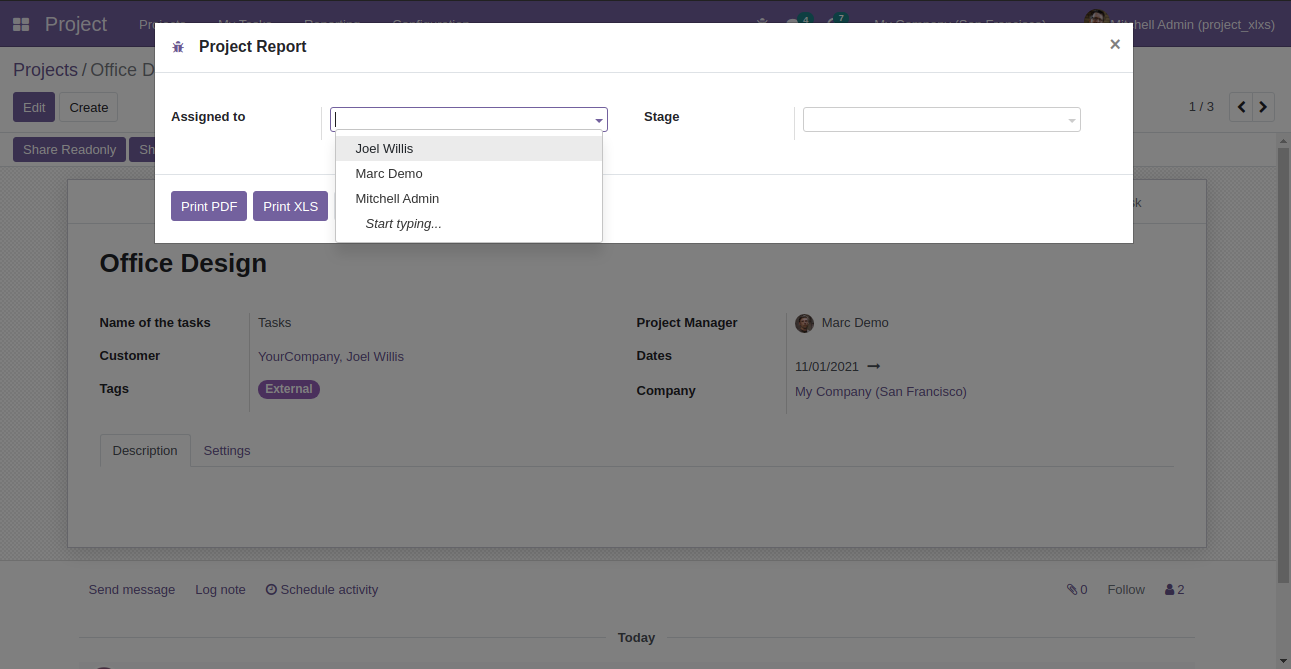 Project Projects My Tasks Reporting Configuration 4 7 My Company (San Francisco) Mitchell Admin (project_xlxs)
Project Report ×
Projects / Office D
Edit Create 1 / 3
Assigned to Stage
Share Readonly Sh
Joel Willis
Marc Demo
Mitchell Admin
Start typing...
Print PDF Print XLS sk
Office Design
Name of the tasks Tasks Project Manager Marc Demo
Customer YourCompany, Joel Willis Dates
11/01/2021
Tags External Company My Company (San Francisco)
Description Settings
Send message Log note Schedule activity 0 Follow 2
Today